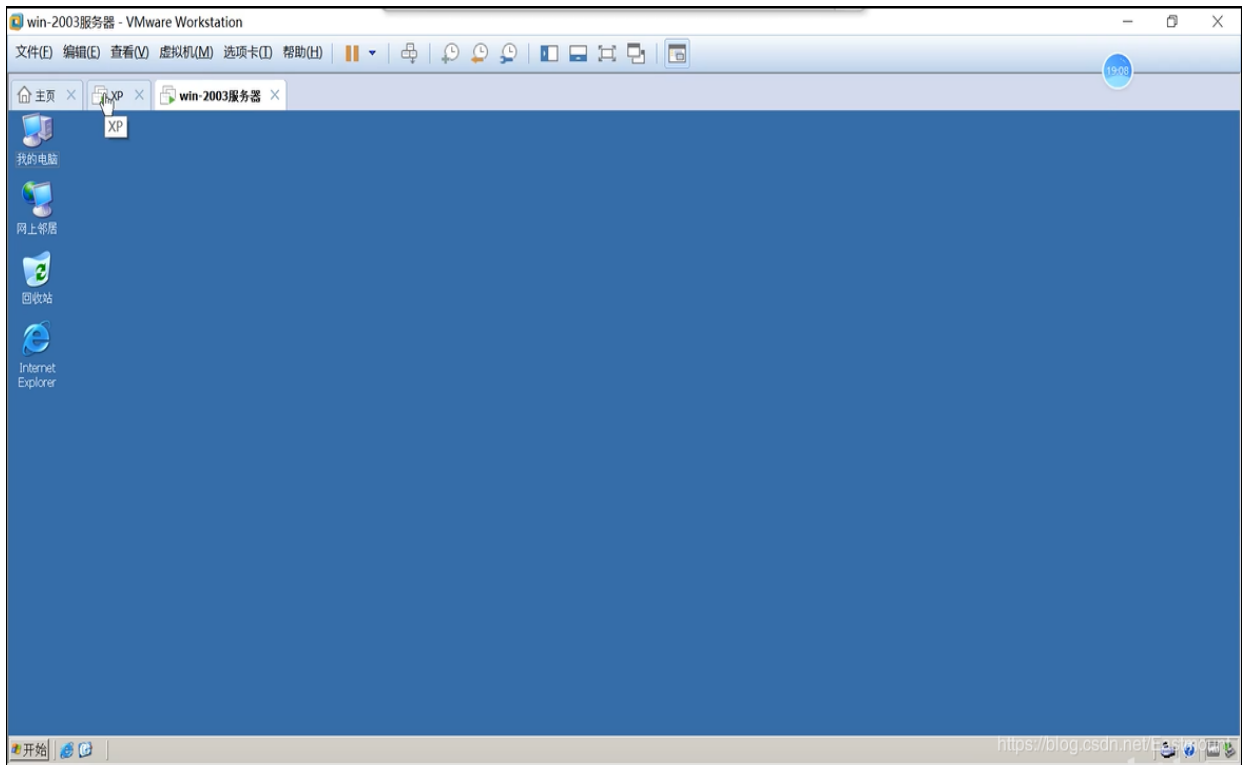 win-2003服务器 - VMware Workstation
文件(F) 编辑(E) 查看(V) 虚拟机(M) 选项卡(T) 帮助(H)
19:08
主页 XP win-2003服务器
XP
我的电脑
网上邻居
回收站
Internet
Explorer
开始
https://blog.csdn.net/Eastmount